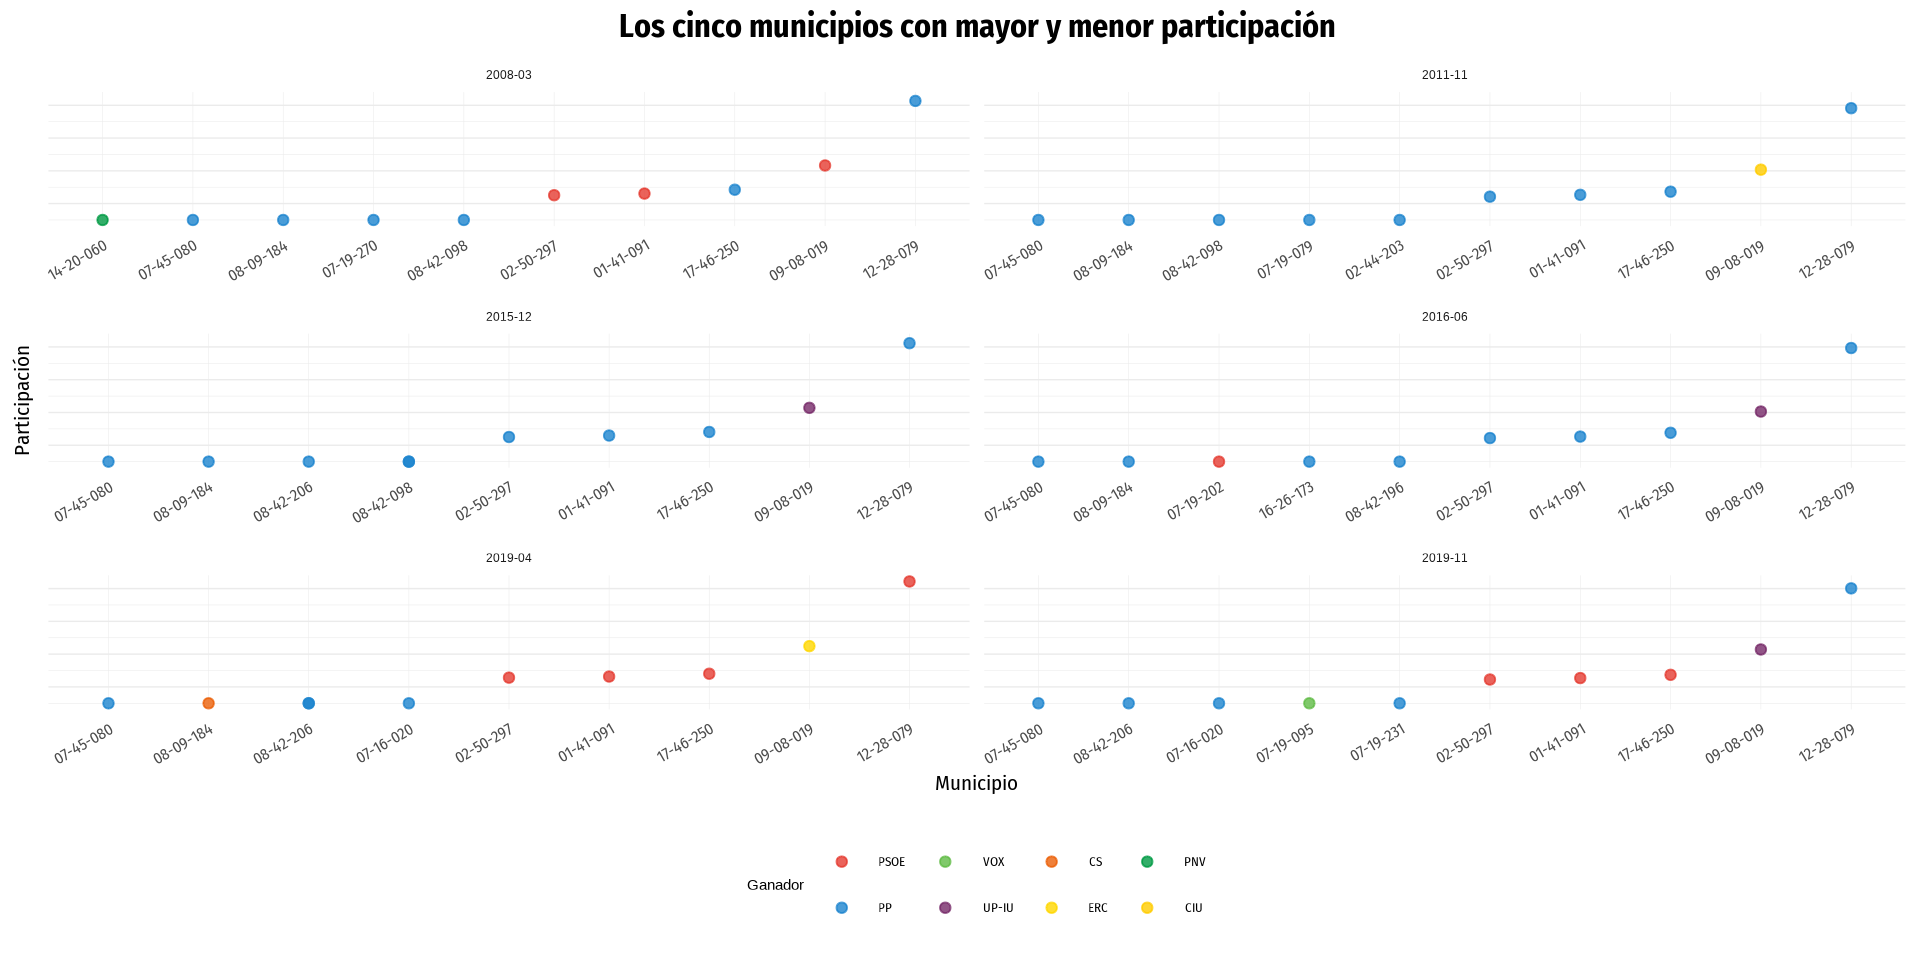 Los cinco municipios con mayor y menor participación
2008-03
2011-11
14-20-060 07-45-080 08-09-184 07-19-270 08-42-098 02-50-297 01-41-091 17-46-250 09-08-019 12-28-079
07-45-080 08-09-184 08-42-098 07-19-079 02-44-203 02-50-297 01-41-091 17-46-250 09-08-019 12-28-079
2015-12
2016-06
07-45-080 08-09-184 08-42-206 08-42-098 02-50-297 01-41-091 17-46-250 09-08-019 12-28-079
07-45-080 08-09-184 07-19-202 16-26-173 08-42-196 02-50-297 01-41-091 17-46-250 09-08-019 12-28-079
Participación
2019-04
2019-11
07-45-080 08-09-184 08-42-206 07-16-020 02-50-297 01-41-091 17-46-250 09-08-019 12-28-079
07-45-080 08-42-206 07-16-020 07-19-095 07-19-231 02-50-297 01-41-091 17-46-250 09-08-019 12-28-079
Municipio
Ganador
PSOE VOX CS PNV
PP UP-IU ERC CIU